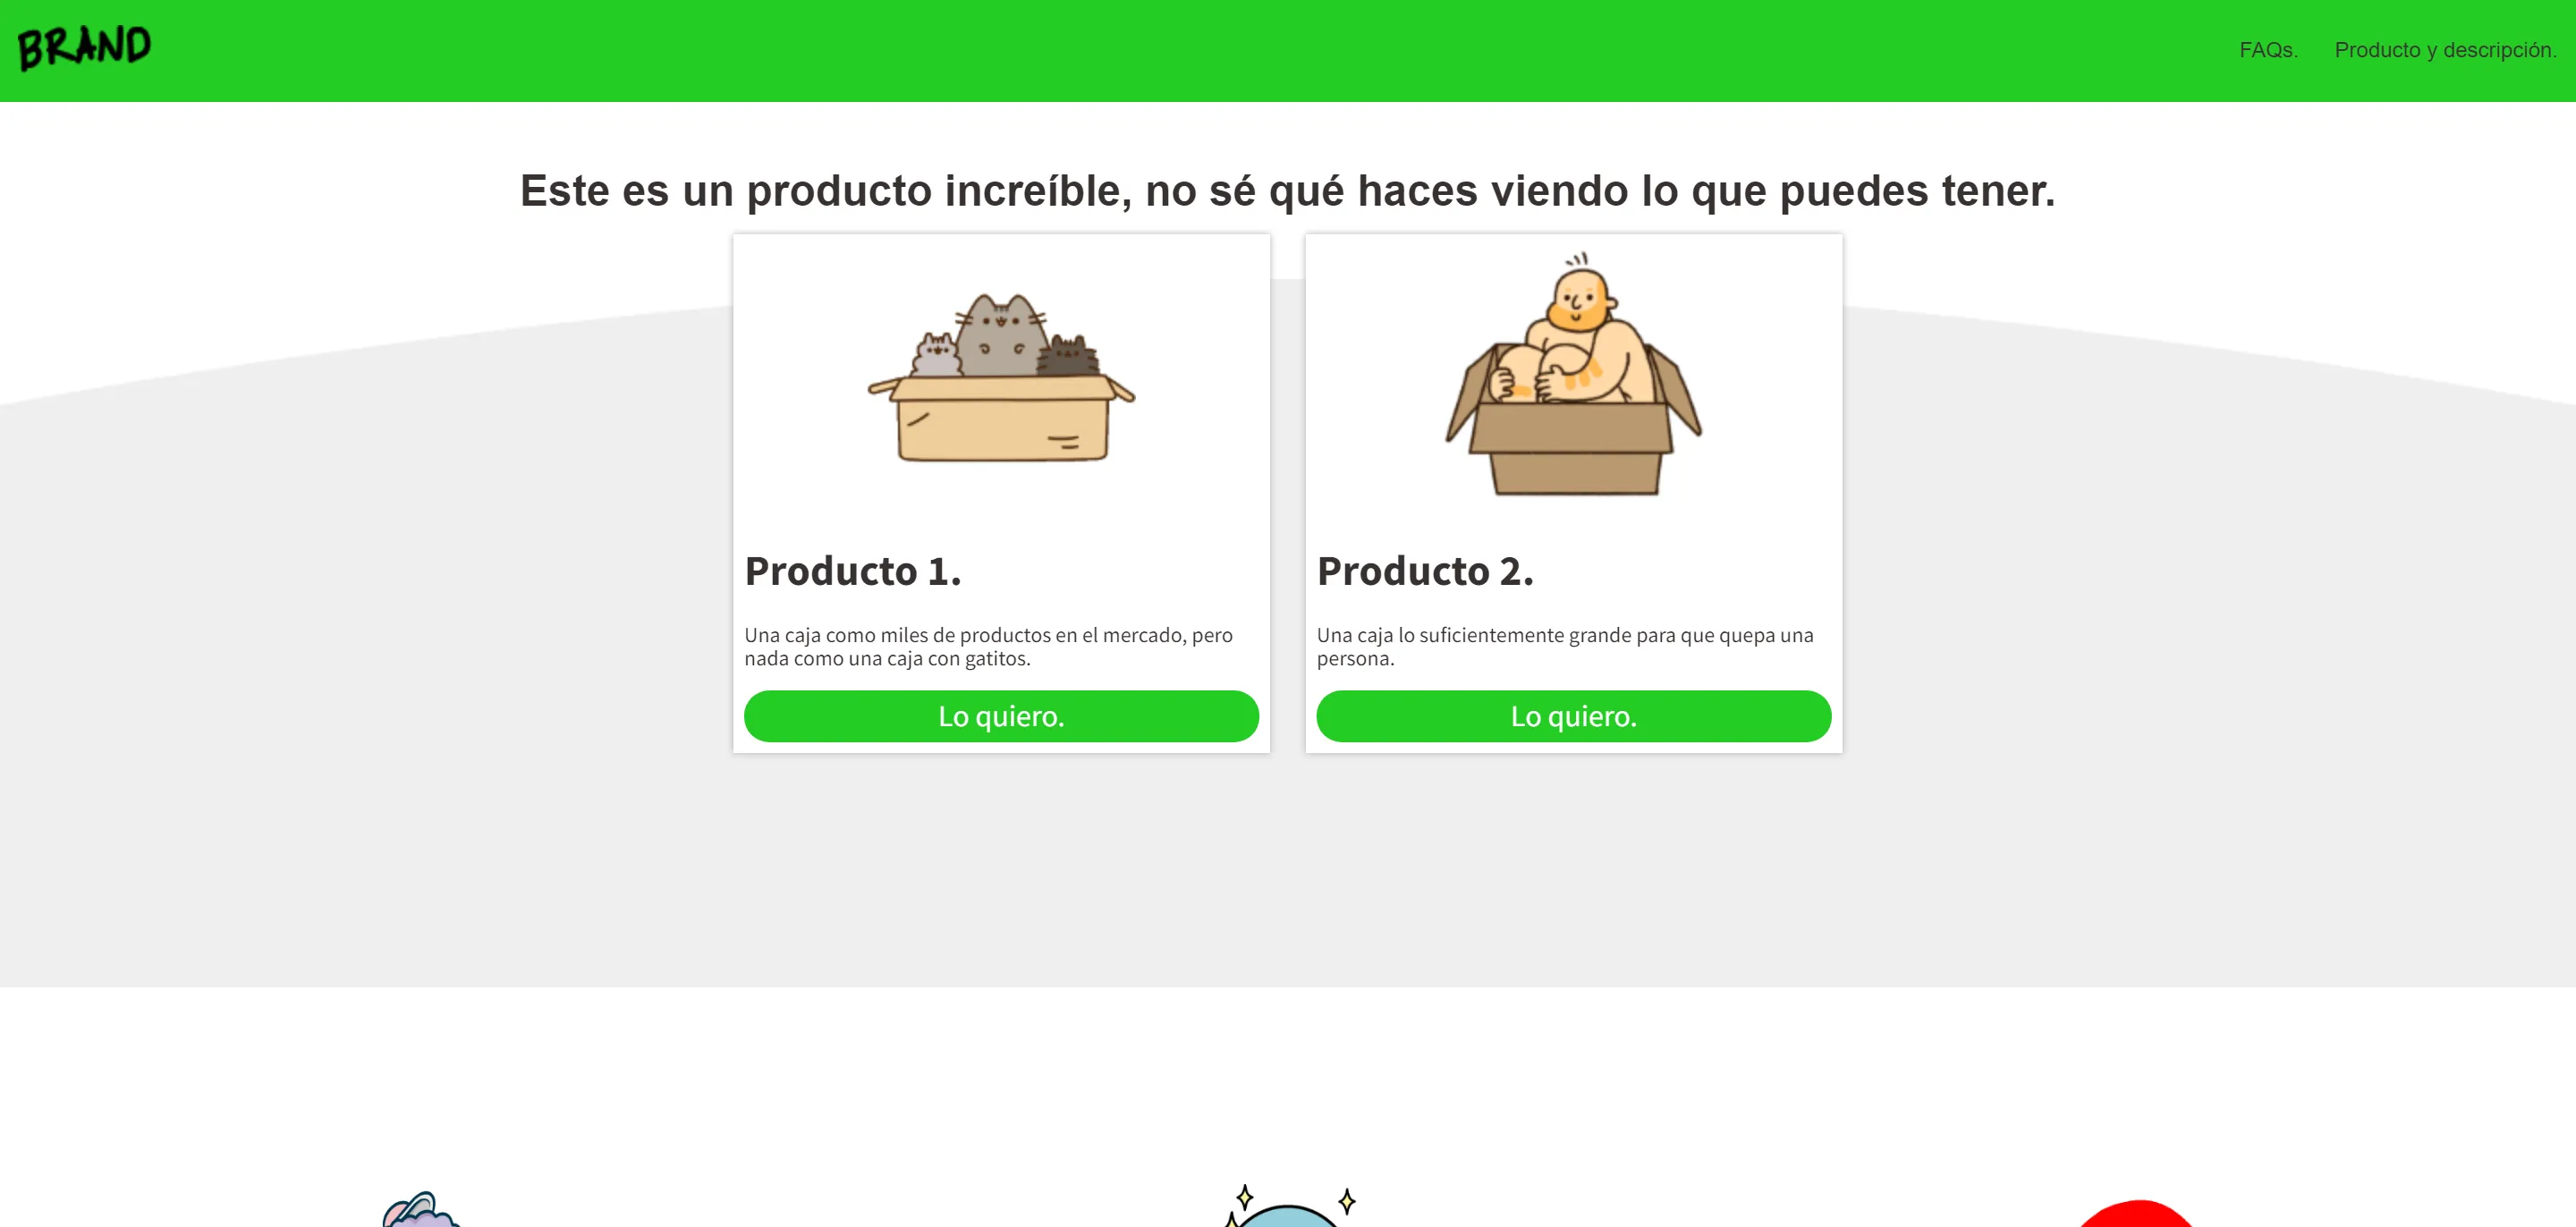 BRAND
FAQs.
Producto y descripción.
Este es un producto increíble, no sé qué haces viendo lo que puedes tener.
Producto 1.
Una caja como miles de productos en el mercado, pero
nada como una caja con gatitos.
Lo quiero.
Producto 2.
Una caja lo suficientemente grande para que quepa una
persona.
Lo quiero.